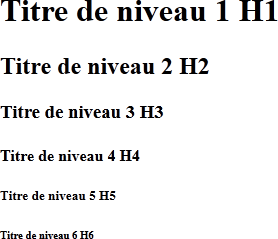 Titre de niveau 1 H1
Titre de niveau 2 H2
Titre de niveau 3 H3
Titre de niveau 4 H4
Titre de niveau 5 H5
Titre de niveau 6 H6